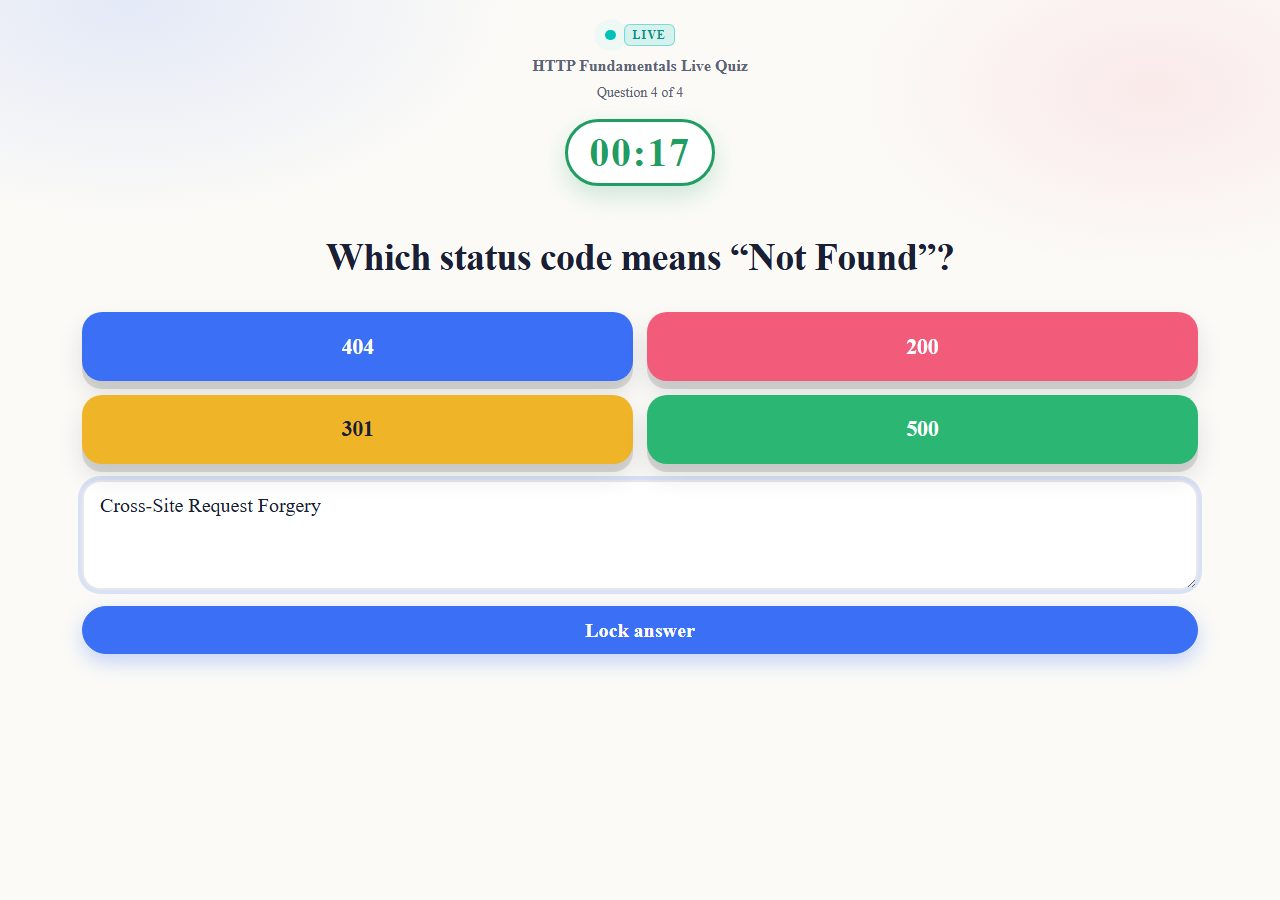 LIVE
HTTP Fundamentals Live Quiz
Question 4 of 4
00:17
Which status code means “Not Found”?
404
200
301
500
Cross-Site Request Forgery
Lock answer